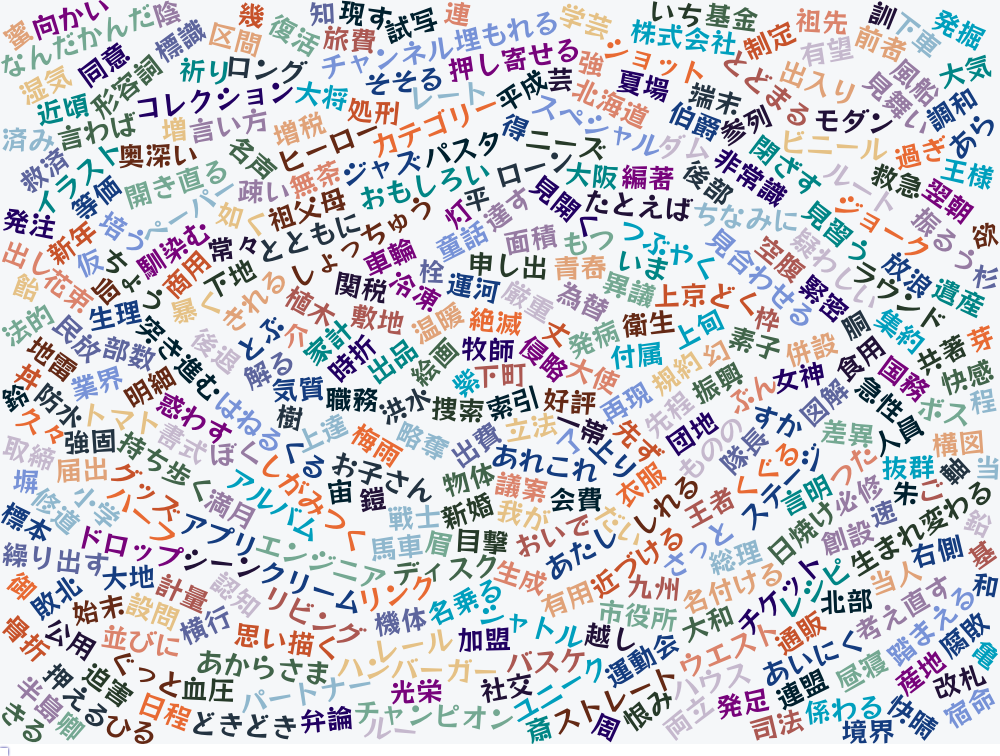 蜜
向かい
なんだかんだ
陰
標識
幾
区間
復活
知
現す
試写
連
旅費
チャンネル
埋もれる
学芸
いち
基金
株式会社
制定
祖先
訓
下車
発掘
有望
前者
湿気
同意
形容詞
祈り
ロング
そそる
押し寄せる
強
ショット
とどまる
出入り
風船
見舞い
大気
近頃
コレクション
大将
処刑
レート
平成
芸
北海道
夏場
端末
伯爵
参列
モダン
調和
済み
言わば
増
言い方
増税
ヒーロー
カテゴリー
スペシャル
ダム
閉ざす
ビニール
過ぎ
あら
救済
イラスト
奥深い
名声
疎い
無茶
ジャズ
パスタ
得
ニーズ
ローン
大阪
編著
後部
非常識
ルート
救急
翌朝
王様
等価
開き直る
ペーパー
如く
祖父母
おもしろい
灯
平
達す
見開く
たとえば
ちなみに
見習う
ジョーク
振るう
欲
発注
新年
培う
馴染む
常々
とともに
しょっちゅう
車輪
童話
面積
もつ
つぶやく
見合わせる
空腹
疑わしい
ラウンド
放浪
遺産
杉
出し
花束
仮
ちょう
凶
商用
下地
関税
冷凍
栓
運河
申し出
青春
いま
厳重
為替
異議
上京
どく
枠
緊密
胴
集約
飴
法的
民放
生理
部数
突き進む
暴く
される
植木
敷地
温暖
絶滅
丈
発病
衛生
上旬
素子
併設
食用
国務
共著
芽
地雷
後退
とぶ
介
家計
時折
出品
絵画
牧師
侵略
付属
幻
規約
女神
急急性
快感
丼
鈴
防水
業界
明細
惑わす
解る
気質
職務
洪水
紫
下町
捜索
索引
好評
大使
再現
先程
振興
ぶん
すか
図解
人員
ボス
程
久々
トマト
書式
はねる
ぼく
樹
くる
上達
梅雨
略奪
出費
立法
了
一帯
上り
先ず
団地
ものの
隊長
差異
横図
取締
強固
持ち歩く
しがみつく
お子さん
あれこれ
衣服
くぐる
ステージ
言明
つった
抜群
軸
当
塀
届出
グッズ
満月
アルバム
宙
鎧
物体
議案
会費
しれる
王者
必修
朱
ご
修道
小学
ハーフ
アプリ
戦士
新婚
我が
だい
おいで
日焼け
創設
速
生まれ変わる
鉛
標本
ドロップ
シーン
エンジニア
馬車
眉
目撃
あたし
近づける
さっと
総理
チケット
レシピ
右側
基
繰り出す
大地
クリーム
ディスク
生成
有用
九州
名付ける
当人
和
御
敗北
計量
認知
リビング
リンク
名乗る
市役所
大和
北部
考え直す
踏まえる
始末
設問
横行
機体
シャトル
越し
ウエスト
通販
あいにく
腐敗
骨折
公用
並びに
思い描く
ハンバーガー
レール
加盟
バスケ
運動会
昼寝
産地
亀
押える
迫害
ぐっと
血圧
あからさま
パートナー
光栄
社交
ユニーク
ストレート
ハウス
連盟
改札
半島
卿
きる
ひる
日程
どきどき
弁論
チャンピオン
ルー
斎
周
恨み
両立
発足
司法
係わる
境界
快晴
宿命